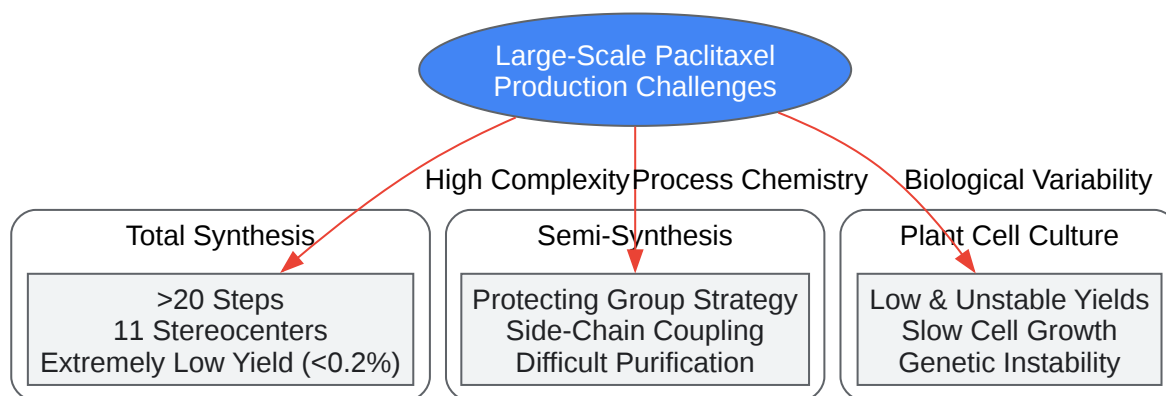 Large-Scale Paclitaxel
Production Challenges
High Complexity
Process Chemistry
Biological Variability
Total Synthesis
>20 Steps
11 Stereocenters
Extremely Low Yield (<0.2%)
Semi-Synthesis
Protecting Group Strategy
Side-Chain Coupling
Difficult Purification
Plant Cell Culture
Low & Unstable Yields
Slow Cell Growth
Genetic Instability